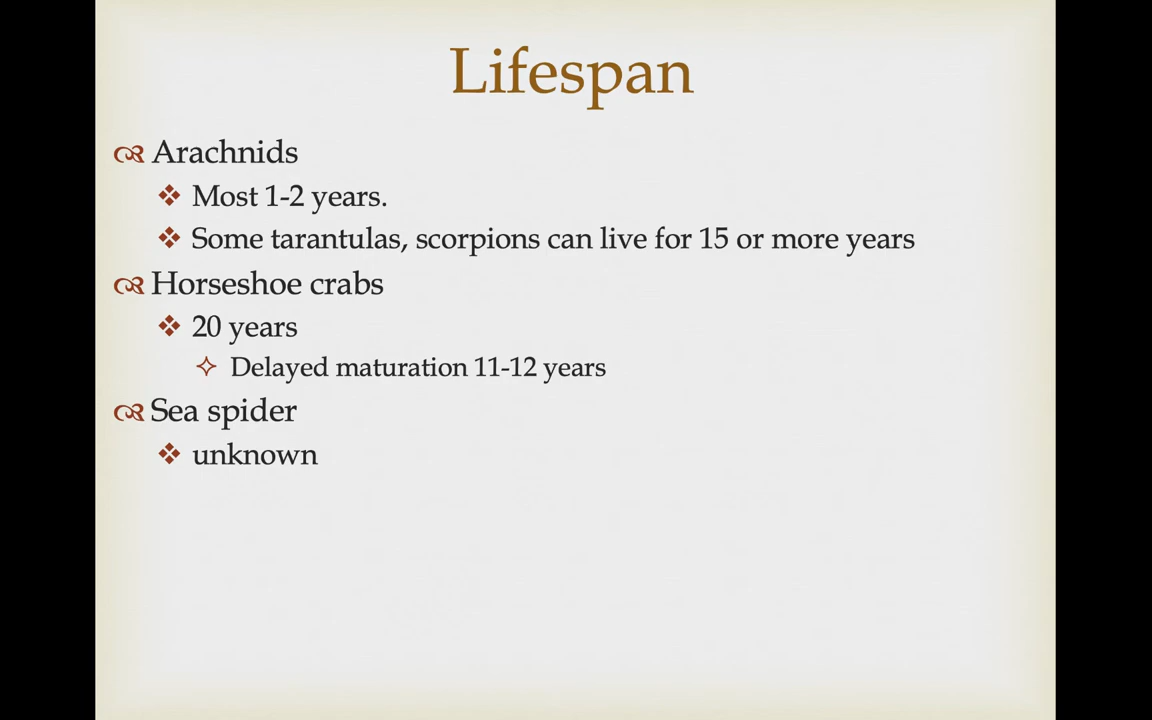 Lifespan
Arachnids
Most 1-2 years.
Some tarantulas, scorpions can live for 15 or more years
Horseshoe crabs
20 years
Delayed maturation 11-12 years
Sea spider
unknown